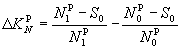 ΔK_N^P = (N_1^P − S_0)/N_1^P − (N_0^P − S_0)/N_0^P